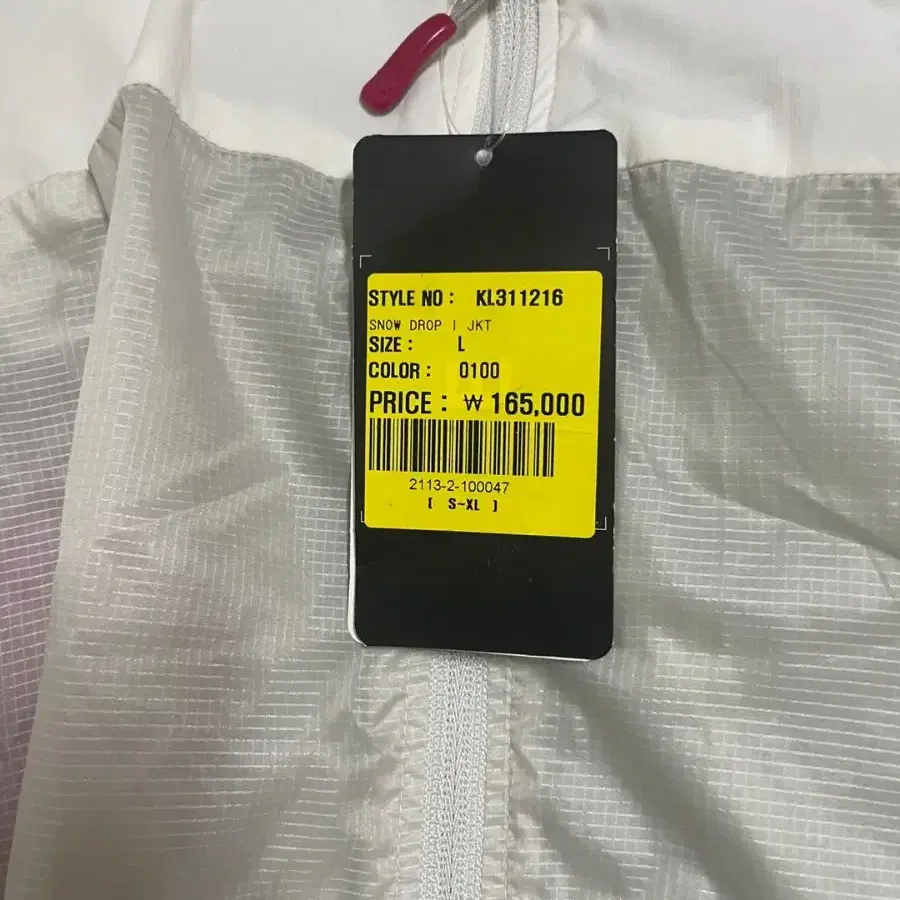 STYLE NO : KL311216
SNOW DROP I JKT
SIZE : L
COLOR : 0100
PRICE : ₩ 165,000
2113-2-100047
[ S~XL ]